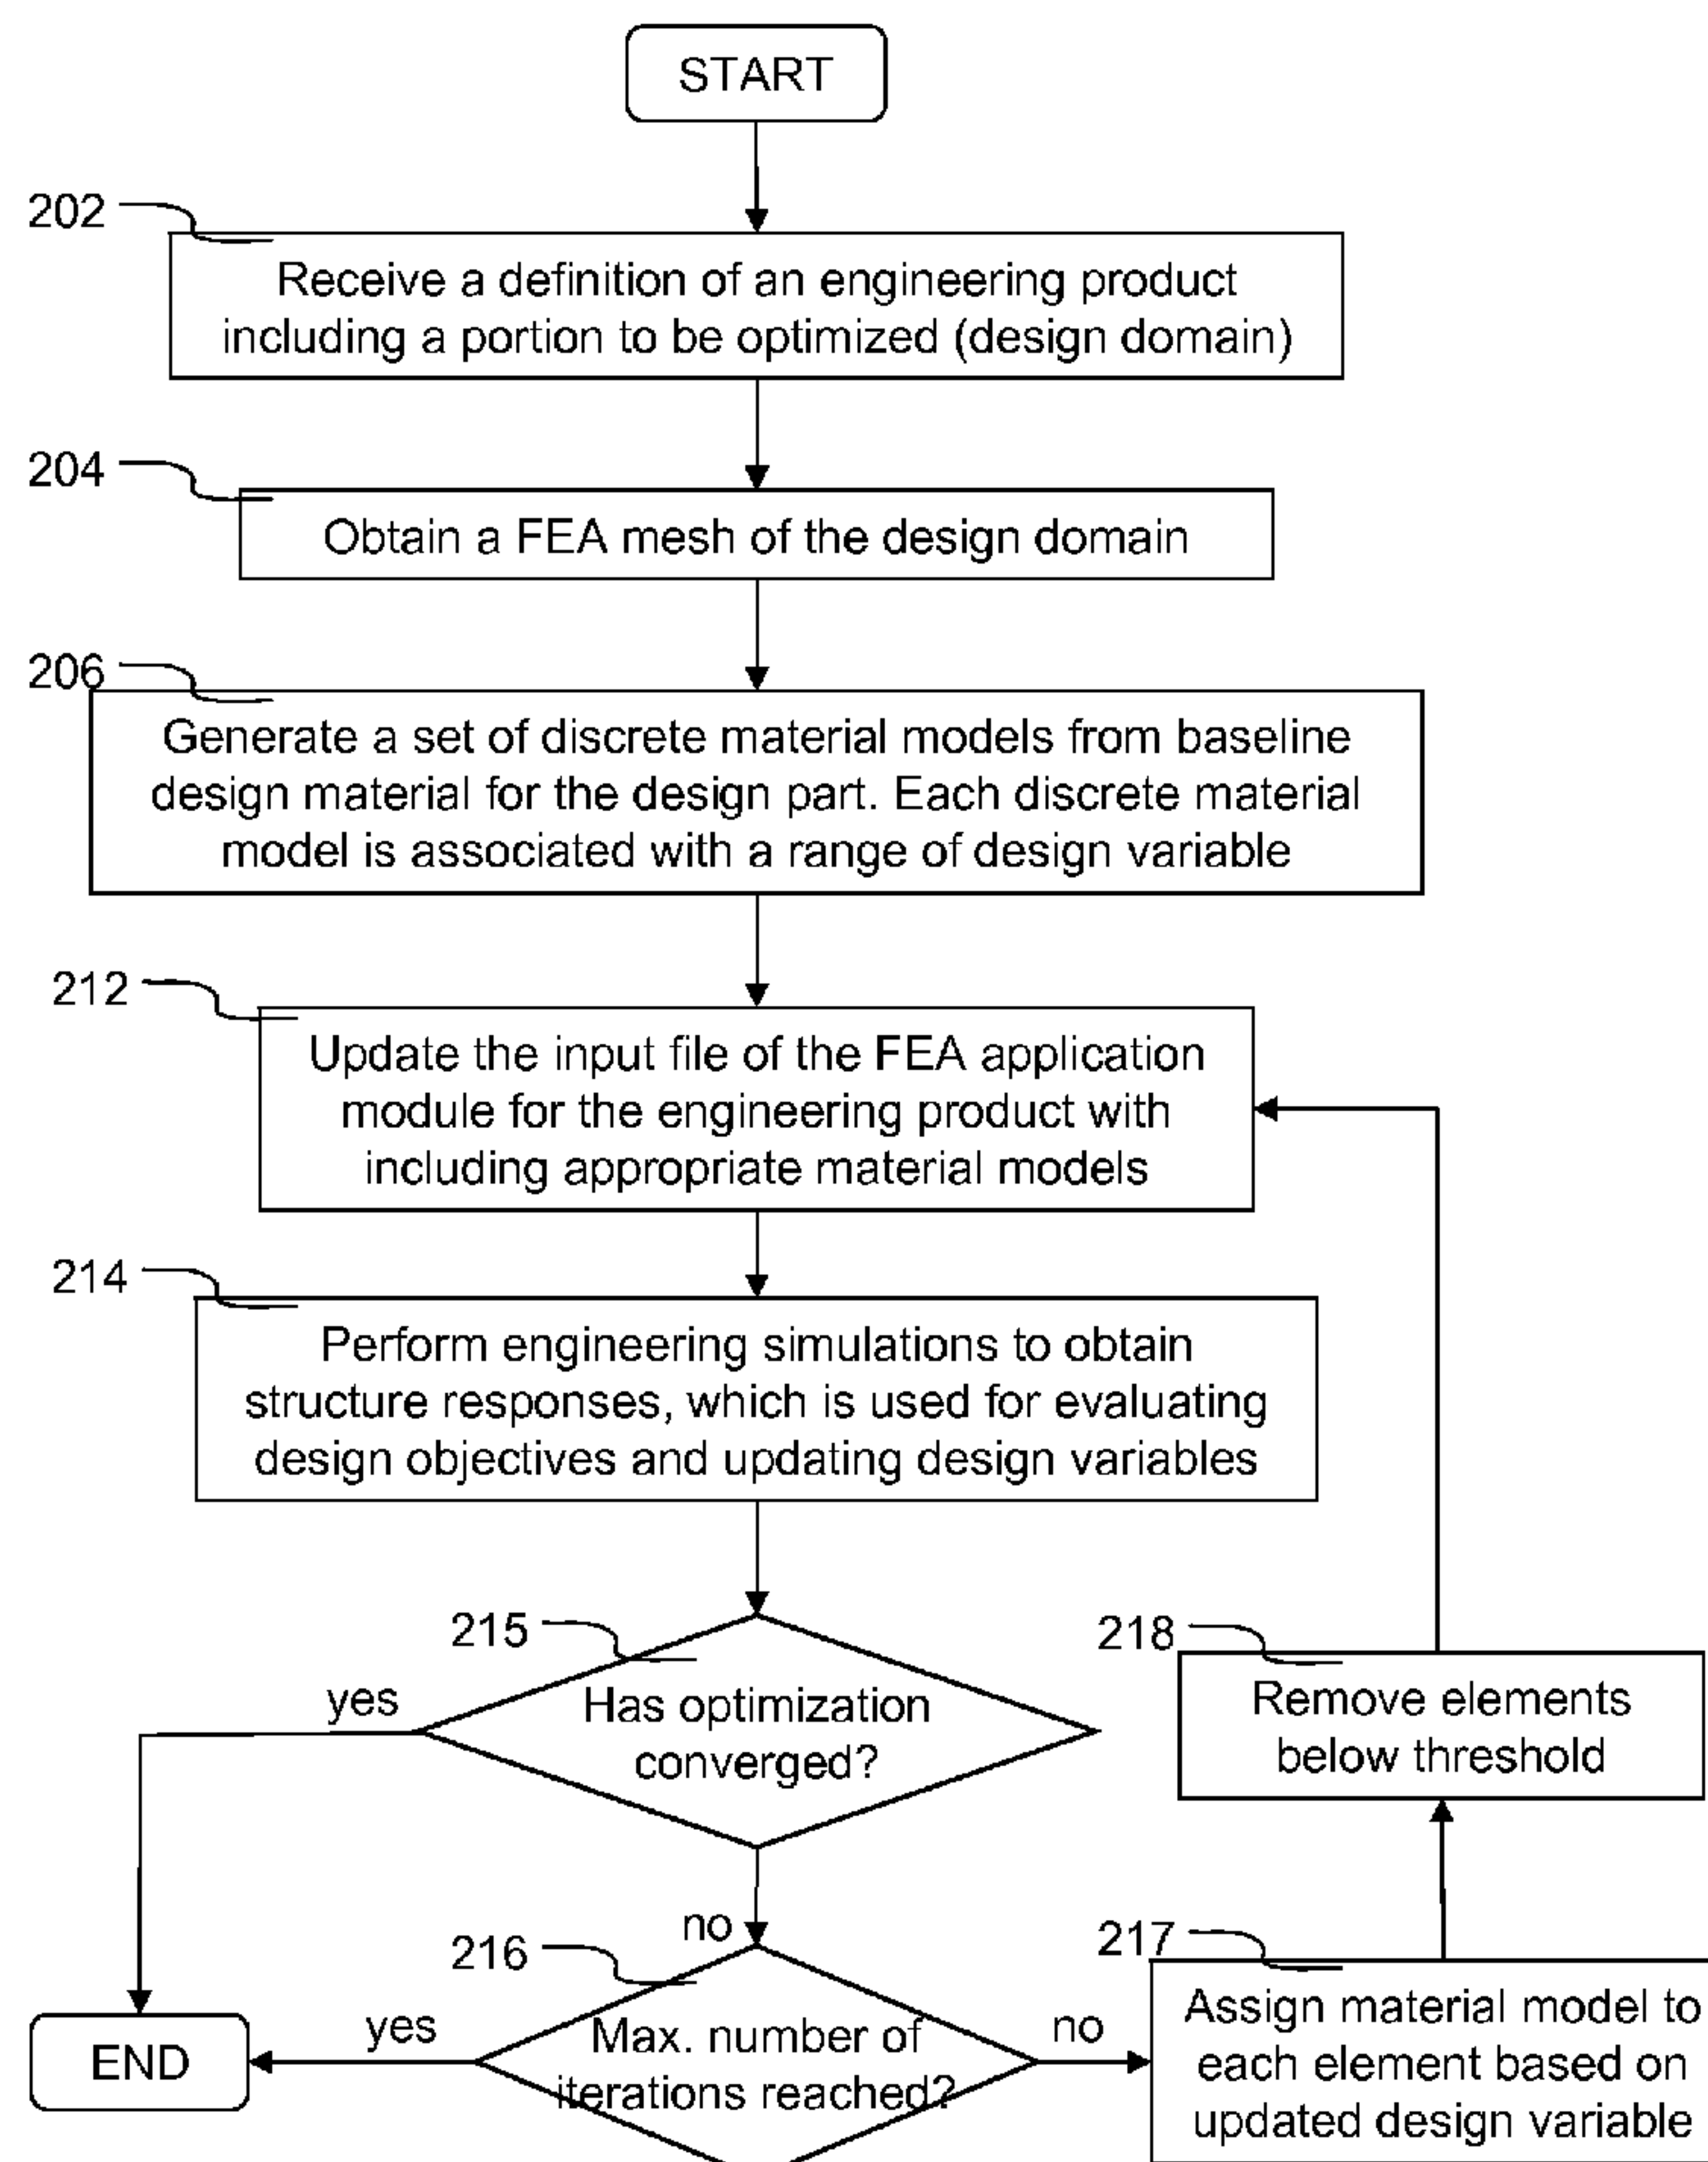 START
202
Receive a definition of an engineering product
including a portion to be optimized (design domain)
204
Obtain a FEA mesh of the design domain
206
Generate a set of discrete material models from baseline
design material for the design part. Each discrete material
model is associated with a range of design variable
212
Update the input file of the FEA application
module for the engineering product with
including appropriate material models
214
Perform engineering simulations to obtain
structure responses, which is used for evaluating
design objectives and updating design variables
215
Has optimization
converged?
yes
no
218
Remove elements
below threshold
216
Max. number of
iterations reached?
yes
no
217
Assign material model to
each element based on
updated design variable
END